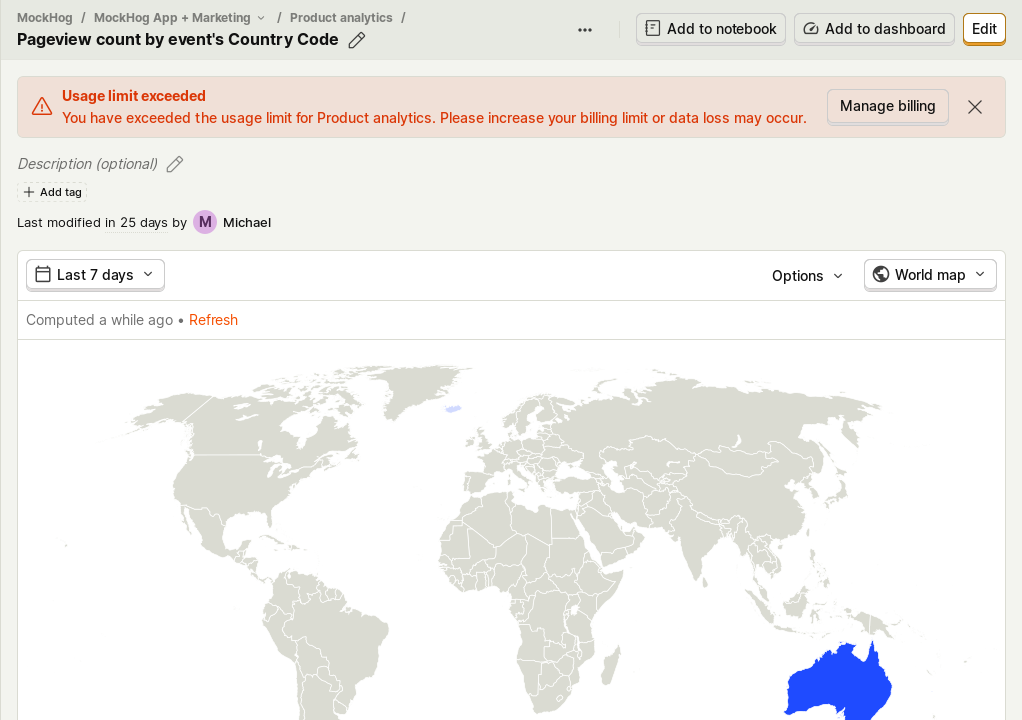 MockHog / MockHog App + Marketing / Product analytics /
Pageview count by event's Country Code
Add to notebook
Add to dashboard
Edit
Usage limit exceeded
You have exceeded the usage limit for Product analytics. Please increase your billing limit or data loss may occur.
Manage billing
Description (optional)
Add tag
Last modified in 25 days by M Michael
Last 7 days
Options
World map
Computed a while ago • Refresh